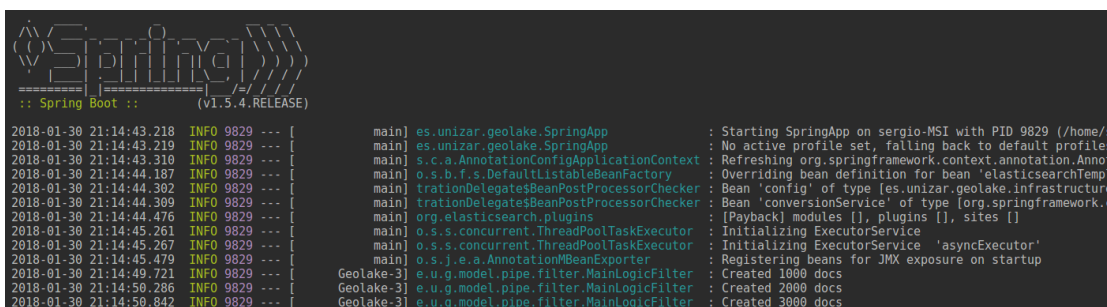 :: Spring Boot ::        (v1.5.4.RELEASE)
2018-01-30 21:14:43.218  INFO 9829 --- [           main] es.unizar.geolake.SpringApp              : Starting SpringApp on sergio-MSI with PID 9829 (/home/
2018-01-30 21:14:43.219  INFO 9829 --- [           main] es.unizar.geolake.SpringApp              : No active profile set, falling back to default profile
2018-01-30 21:14:43.310  INFO 9829 --- [           main] s.c.a.AnnotationConfigApplicationContext : Refreshing org.springframework.context.annotation.Anno
2018-01-30 21:14:44.187  INFO 9829 --- [           main] o.s.b.f.s.DefaultListableBeanFactory     : Overriding bean definition for bean 'elasticsearchTemp
2018-01-30 21:14:44.302  INFO 9829 --- [           main] trationDelegate$BeanPostProcessorChecker : Bean 'config' of type [es.unizar.geolake.infrastructure
2018-01-30 21:14:44.309  INFO 9829 --- [           main] trationDelegate$BeanPostProcessorChecker : Bean 'conversionService' of type [org.springframework.
2018-01-30 21:14:44.476  INFO 9829 --- [           main] org.elasticsearch.plugins                : [Payback] modules [], plugins [], sites []
2018-01-30 21:14:45.261  INFO 9829 --- [           main] o.s.s.concurrent.ThreadPoolTaskExecutor  : Initializing ExecutorService
2018-01-30 21:14:45.267  INFO 9829 --- [           main] o.s.s.concurrent.ThreadPoolTaskExecutor  : Initializing ExecutorService  'asyncExecutor'
2018-01-30 21:14:45.479  INFO 9829 --- [           main] o.s.j.e.a.AnnotationMBeanExporter        : Registering beans for JMX exposure on startup
2018-01-30 21:14:49.721  INFO 9829 --- [      Geolake-3] e.u.g.model.pipe.filter.MainLogicFilter  : Created 1000 docs
2018-01-30 21:14:50.286  INFO 9829 --- [      Geolake-3] e.u.g.model.pipe.filter.MainLogicFilter  : Created 2000 docs
2018-01-30 21:14:50.842  INFO 9829 --- [      Geolake-3] e.u.g.model.pipe.filter.MainLogicFilter  : Created 3000 docs